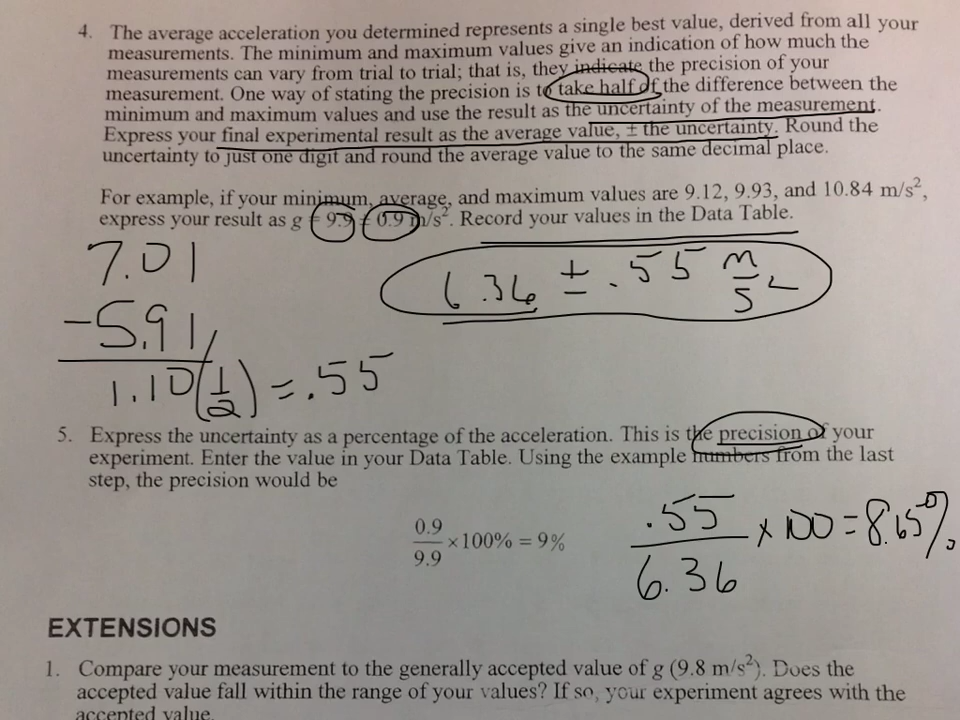 4. The average acceleration you determined represents a single best value, derived from all your
measurements. The minimum and maximum values give an indication of how much the
measurements can vary from trial to trial; that is, they indicate the precision of your
measurement. One way of stating the precision is to take half of the difference between the
minimum and maximum values and use the result as the uncertainty of the measurement.
Express your final experimental result as the average value, ± the uncertainty. Round the
uncertainty to just one digit and round the average value to the same decimal place.
For example, if your minimum, average, and maximum values are 9.12, 9.93, and 10.84 m/s²,
express your result as g = 9.9 ± 0.9 m/s². Record your values in the Data Table.
7.01
6.36 ± .55 m/s²
-5.91
1.10(1/2) = .55
5. Express the uncertainty as a percentage of the acceleration. This is the precision of your
experiment. Enter the value in your Data Table. Using the example numbers from the last
step, the precision would be
0.9/9.9 ×100% = 9%
.55/6.36 × 100 = 8.65%
EXTENSIONS
1. Compare your measurement to the generally accepted value of g (9.8 m/s²). Does the
accepted value fall within the range of your values? If so, your experiment agrees with the
accepted value.